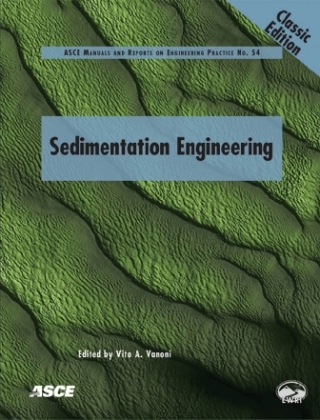 Classic
Edition
ASCE Manuals and Reports on Engineering Practice No. 54
Sedimentation Engineering
Edited by Vito A. Vanoni
ASCE
EWRI